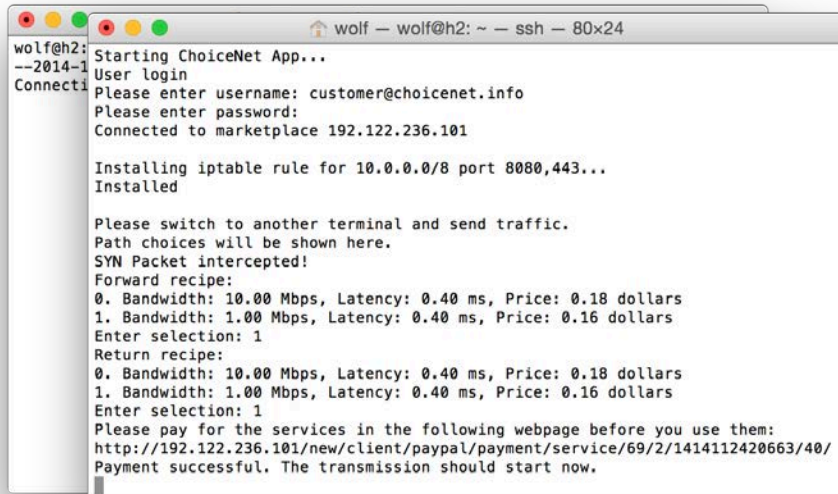 wolf — wolf@h2: ~ — ssh — 80×24
wolf@h2:
--2014-1
Connecti
Starting ChoiceNet App...
User login
Please enter username: customer@choicenet.info
Please enter password:
Connected to marketplace 192.122.236.101
Installing iptable rule for 10.0.0.0/8 port 8080,443...
Installed
Please switch to another terminal and send traffic.
Path choices will be shown here.
SYN Packet intercepted!
Forward recipe:
0. Bandwidth: 10.00 Mbps, Latency: 0.40 ms, Price: 0.18 dollars
1. Bandwidth: 1.00 Mbps, Latency: 0.40 ms, Price: 0.16 dollars
Enter selection: 1
Return recipe:
0. Bandwidth: 10.00 Mbps, Latency: 0.40 ms, Price: 0.18 dollars
1. Bandwidth: 1.00 Mbps, Latency: 0.40 ms, Price: 0.16 dollars
Enter selection: 1
Please pay for the services in the following webpage before you use them:
http://192.122.236.101/new/client/paypal/payment/service/69/2/1414112420663/40/
Payment successful. The transmission should start now.